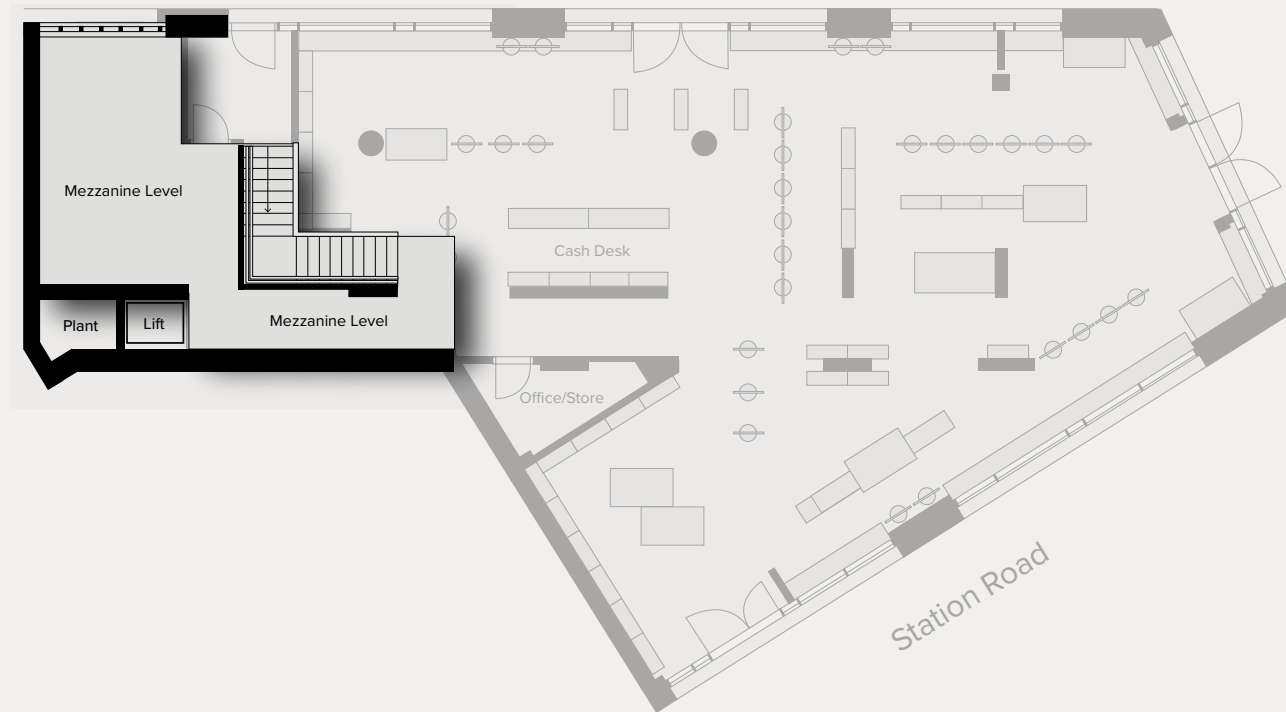 Mezzanine Level
Cash Desk
Plant
Lift
Mezzanine Level
Office/Store
Station Road